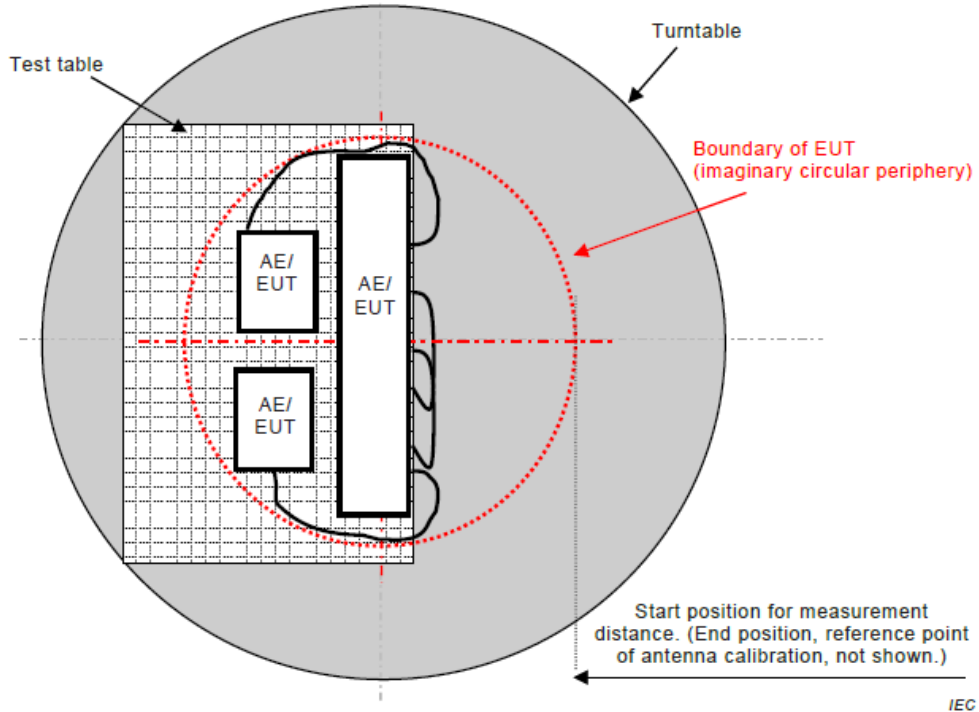 Turntable
Test table
Boundary of EUT
(imaginary circular periphery)
AE/
EUT
AE/
EUT
AE/
EUT
Start position for measurement
distance. (End position, reference point
of antenna calibration, not shown.)
IEC